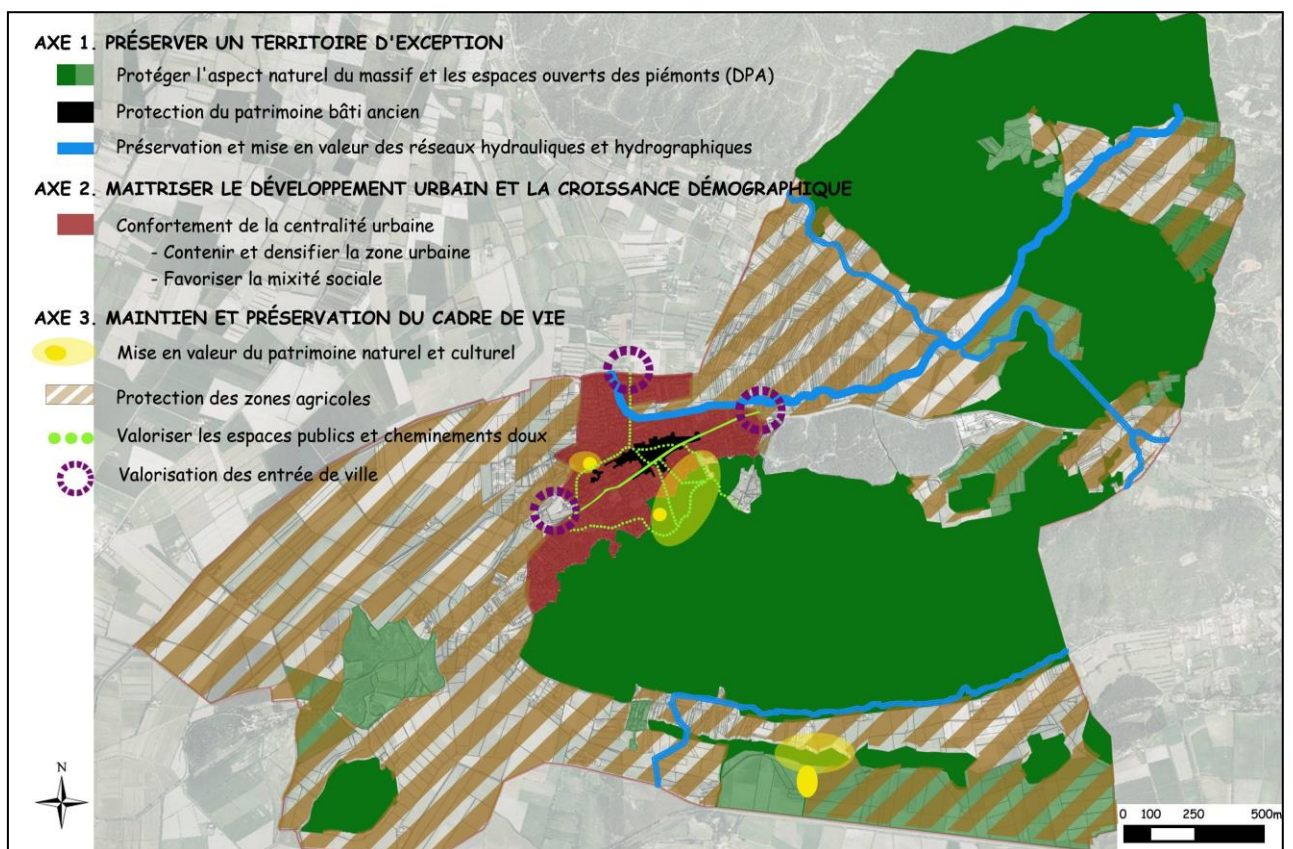 AXE 1. PRÉSERVER UN TERRITOIRE D'EXCEPTION
Protéger l'aspect naturel du massif et les espaces ouverts des piémonts (DPA)
Protection du patrimoine bâti ancien
Préservation et mise en valeur des réseaux hydrauliques et hydrographiques
AXE 2. MAITRISER LE DÉVELOPPEMENT URBAIN ET LA CROISSANCE DÉMOGRAPHIQUE
Confortement de la centralité urbaine
- Contenir et densifier la zone urbaine
- Favoriser la mixité sociale
AXE 3. MAINTIEN ET PRÉSERVATION DU CADRE DE VIE
Mise en valeur du patrimoine naturel et culturel
Protection des zones agricoles
Valoriser les espaces publics et cheminements doux
Valorisation des entrée de ville
N
0 100 250 500m